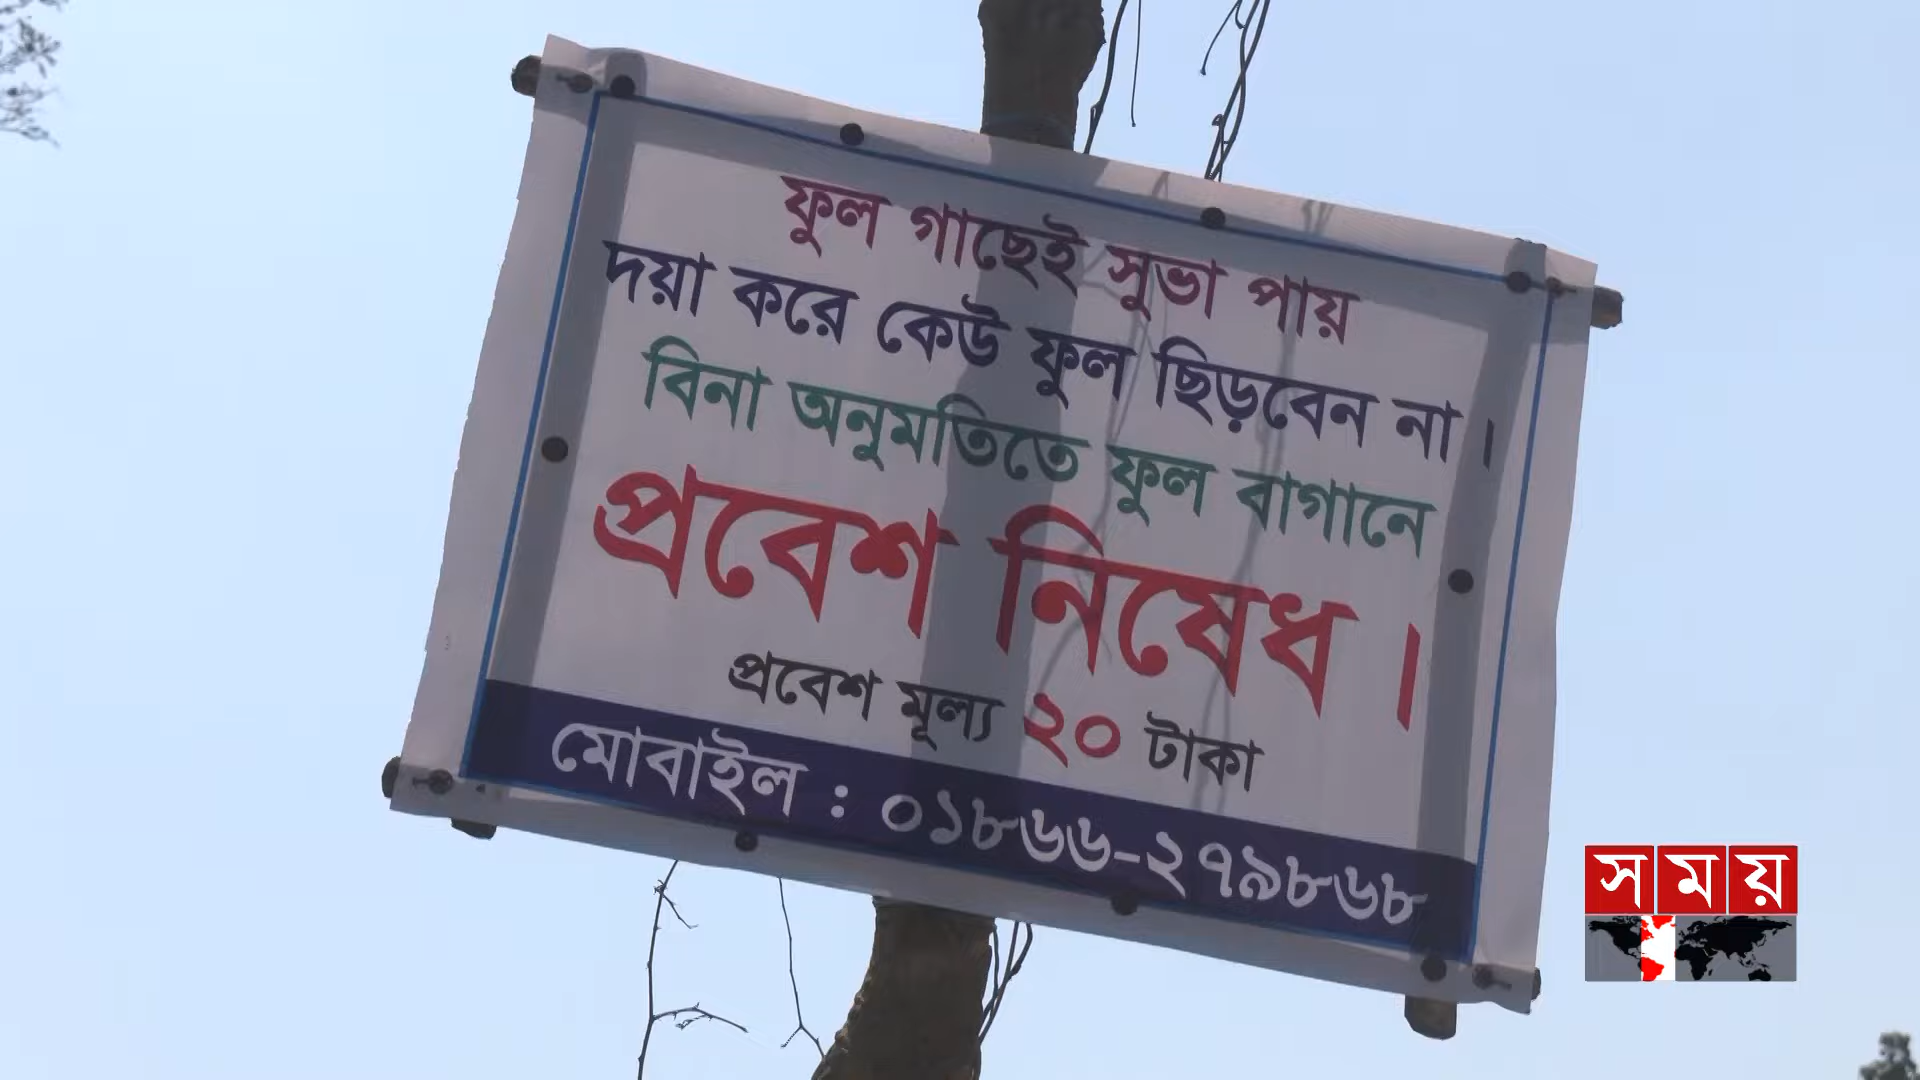 ফুল গাছেই সুভা পায়
দয়া করে কেউ ফুল ছিড়বেন না।
বিনা অনুমতিতে ফুল বাগানে
প্রবেশ নিষেধ।
প্রবেশ মূল্য ২০ টাকা
মোবাইল : ০১৮৬৬-২৭৯৮৬৮
সময়